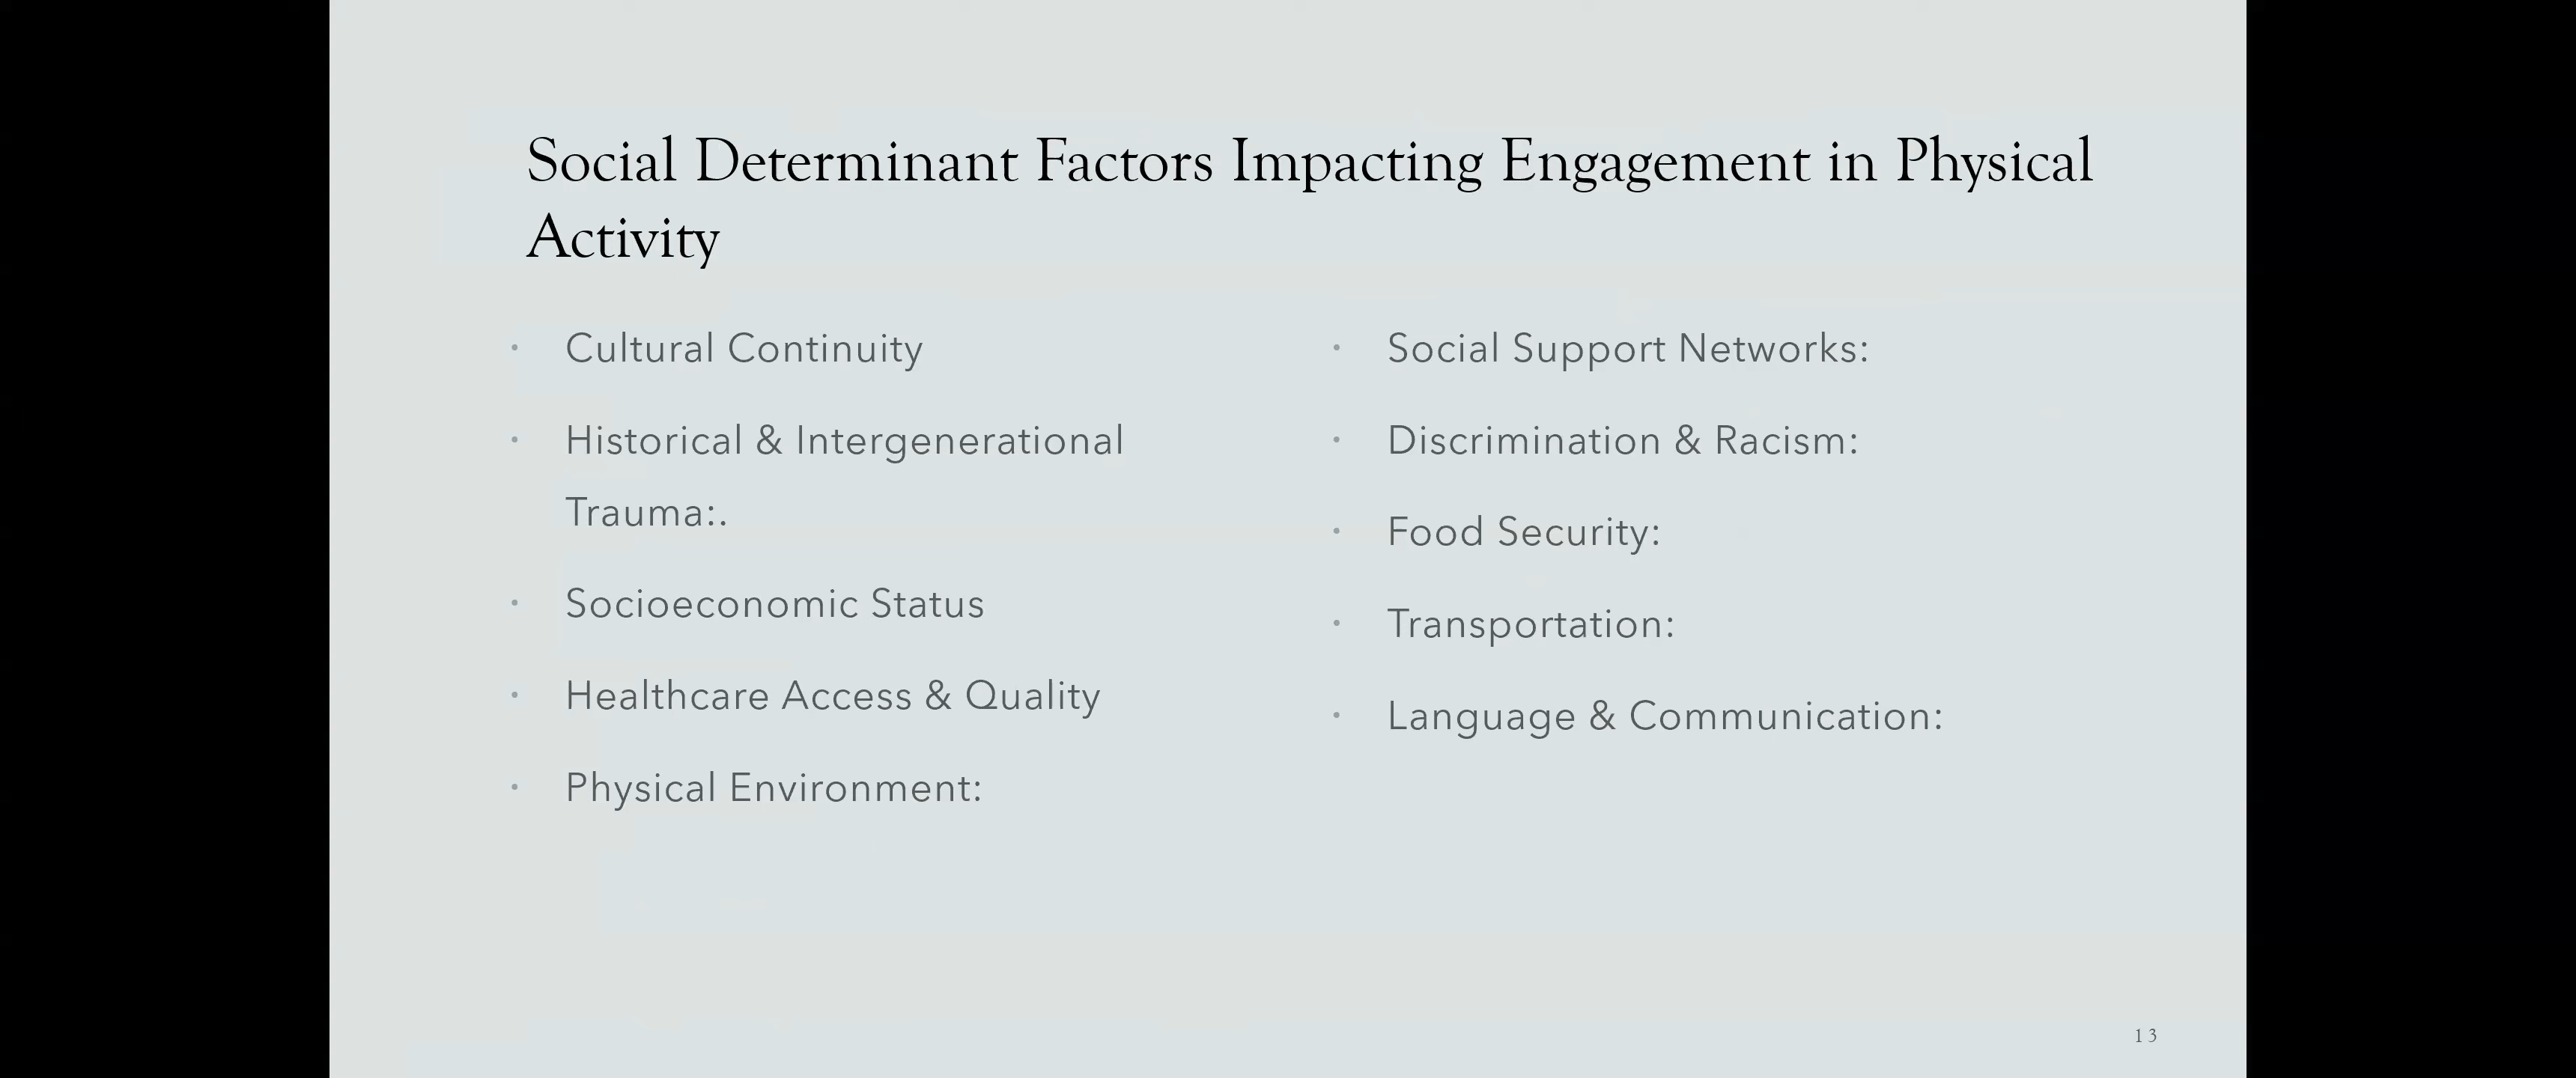 Social Determinant Factors Impacting Engagement in Physical
Activity
• Cultural Continuity
• Historical & Intergenerational
Trauma:.
• Socioeconomic Status
• Healthcare Access & Quality
• Physical Environment:
• Social Support Networks:
• Discrimination & Racism:
• Food Security:
• Transportation:
• Language & Communication:
13